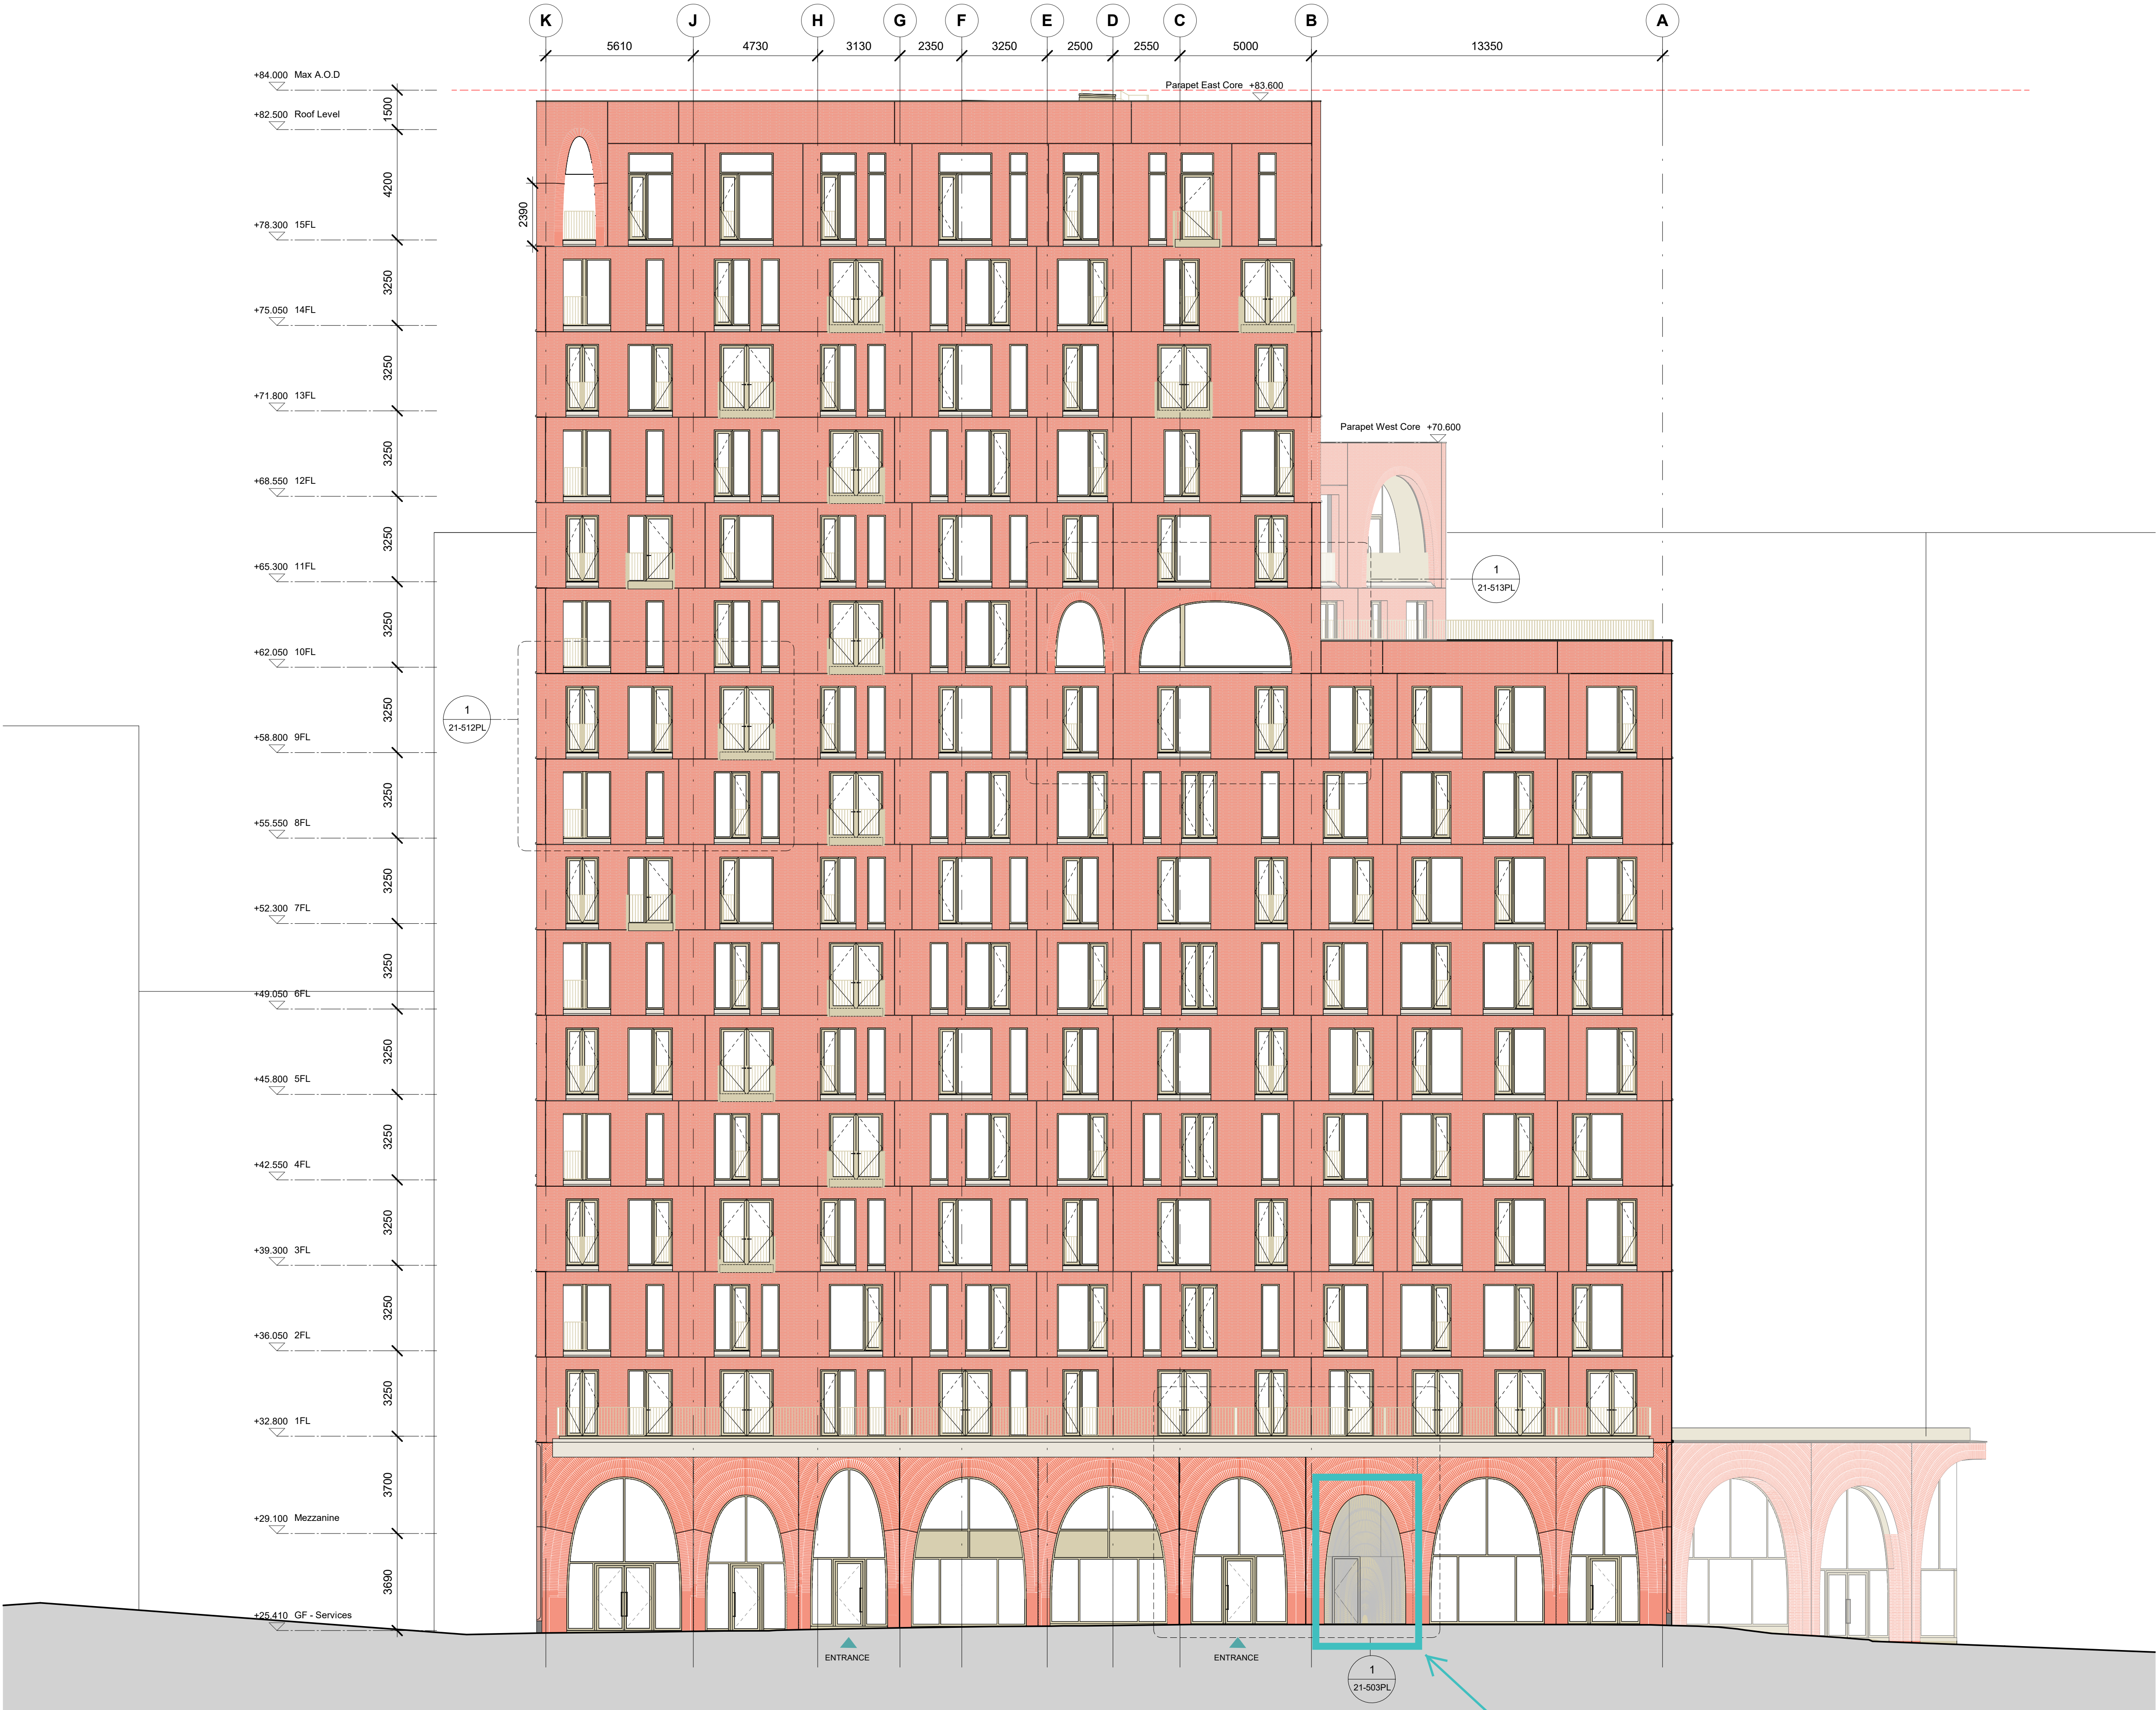 K J H G F E D C B A
5610 4730 3130 2350 3250 2500 2550 5000 13350
+84.000 Max A.O.D
Parapet East Core +83.600
1500
+82.500 Roof Level
4200
2390
+78.300 15FL
3250
+75.050 14FL
3250
+71.800 13FL
Parapet West Core +70.600
3250
+68.550 12FL
3250
+65.300 11FL
1
21-513PL
3250
+62.050 10FL
3250
1
21-512PL
+58.800 9FL
3250
+55.550 8FL
3250
+52.300 7FL
3250
+49.050 6FL
3250
+45.800 5FL
3250
+42.550 4FL
3250
+39.300 3FL
3250
+36.050 2FL
3250
+32.800 1FL
3700
+29.100 Mezzanine
3690
+25.410 GF - Services
ENTRANCE ENTRANCE
1
21-503PL